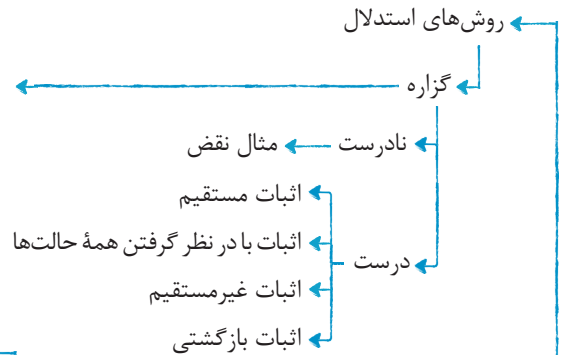 روش‌های استدلال
گزاره
نادرست
مثال نقض
درست
اثبات مستقیم
اثبات با در نظر گرفتن همهٔ حالت‌ها
اثبات غیرمستقیم
اثبات بازگشتی